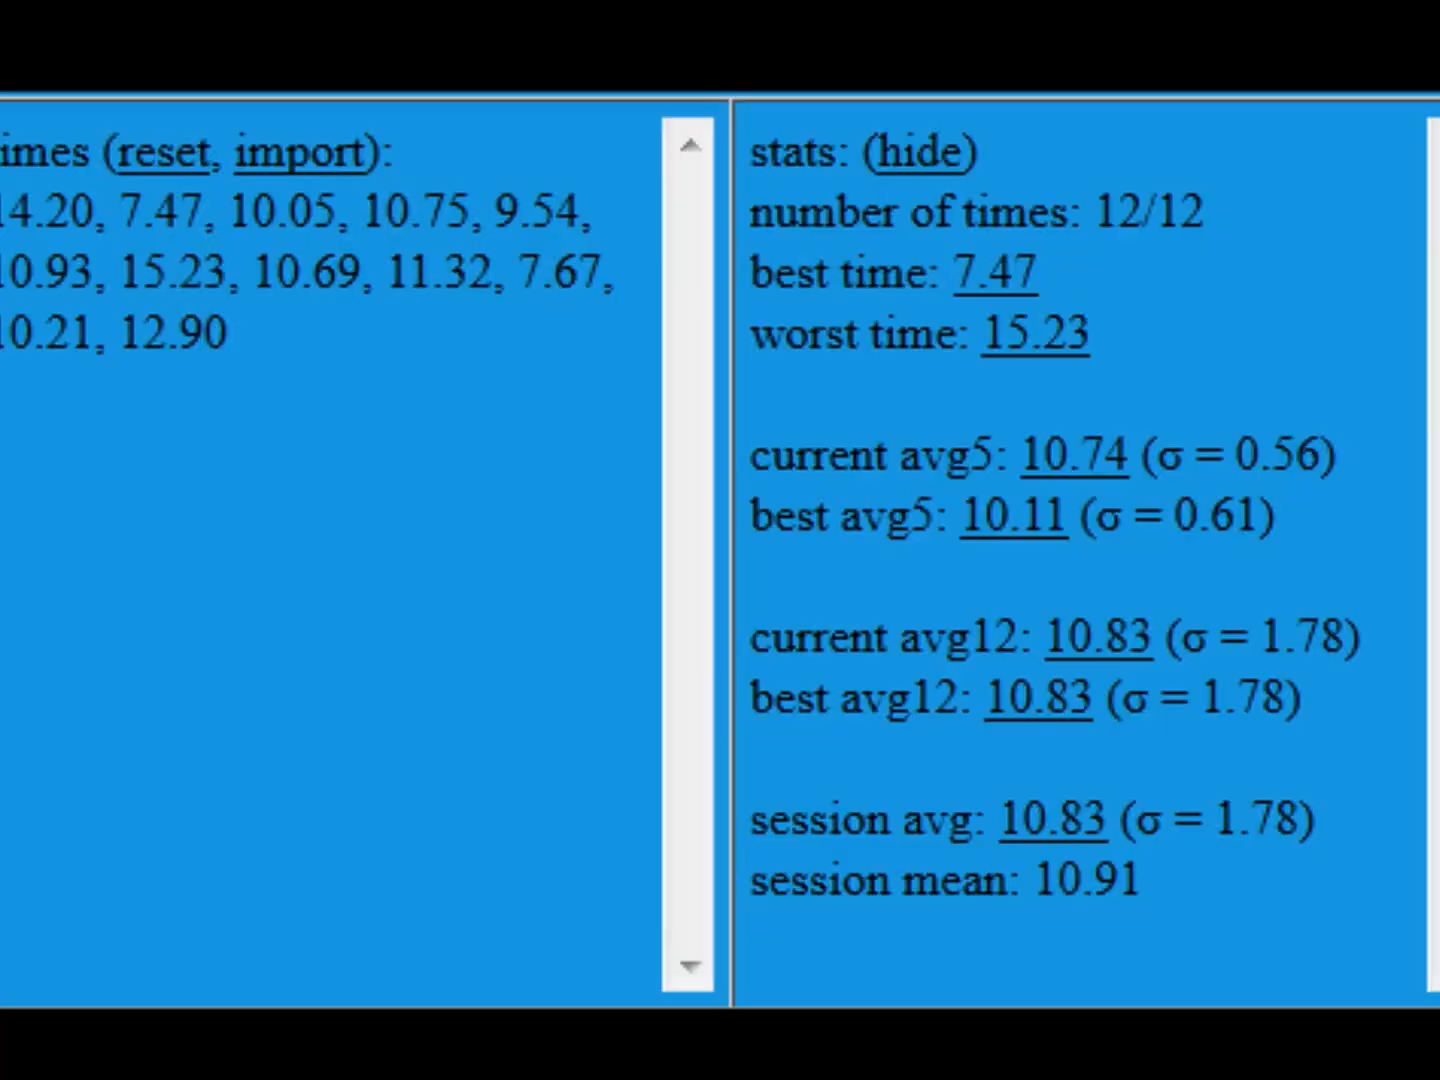 imes (reset, import):
14.20, 7.47, 10.05, 10.75, 9.54,
10.93, 15.23, 10.69, 11.32, 7.67,
10.21, 12.90
stats: (hide)
number of times: 12/12
best time: 7.47
worst time: 15.23
current avg5: 10.74 (σ = 0.56)
best avg5: 10.11 (σ = 0.61)
current avg12: 10.83 (σ = 1.78)
best avg12: 10.83 (σ = 1.78)
session avg: 10.83 (σ = 1.78)
session mean: 10.91